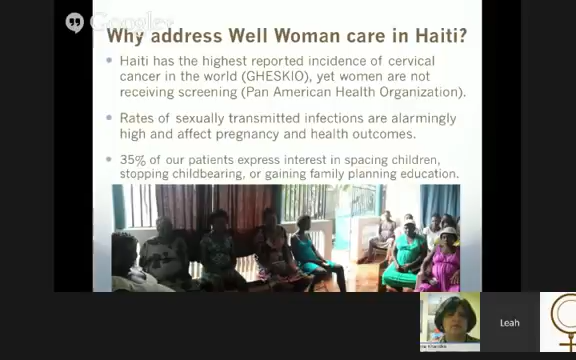 Google+
Why address Well Woman care in Haiti?
• Haiti has the highest reported incidence of cervical
cancer in the world (GHESKIO), yet women are not
receiving screening (Pan American Health Organization).
• Rates of sexually transmitted infections are alarmingly
high and affect pregnancy and health outcomes.
• 35% of our patients express interest in spacing children,
stopping childbearing, or gaining family planning education.
Leah